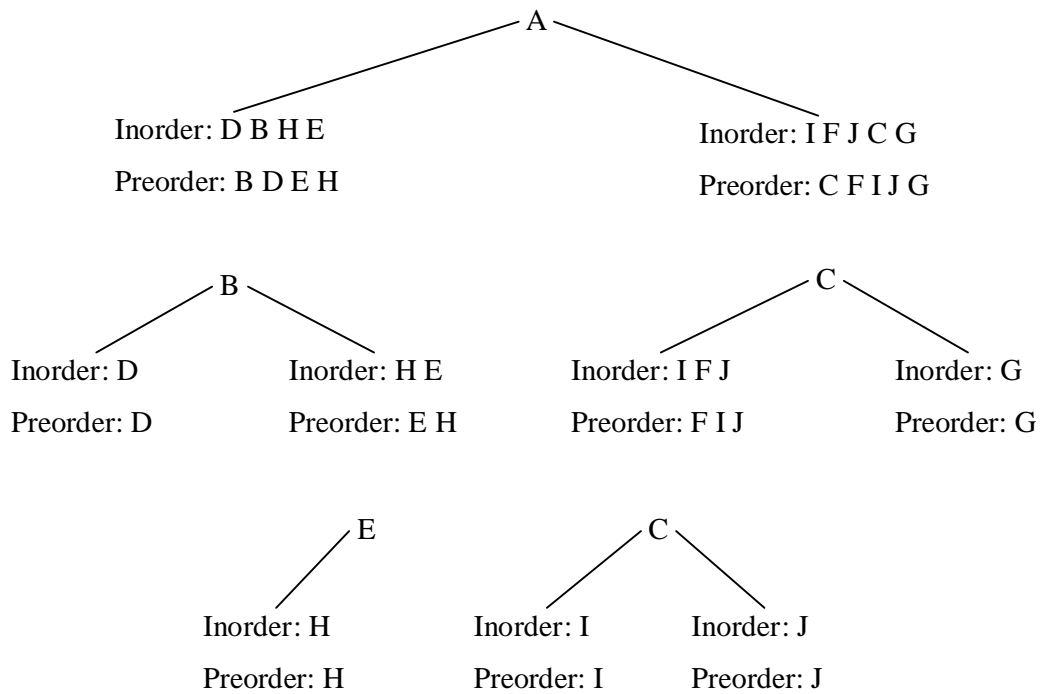 A
Inorder: D B H E
Preorder: B D E H
Inorder: I F J C G
Preorder: C F I J G
B
C
Inorder: D
Preorder: D
Inorder: H E
Preorder: E H
Inorder: I F J
Preorder: F I J
Inorder: G
Preorder: G
E
C
Inorder: H
Preorder: H
Inorder: I
Preorder: I
Inorder: J
Preorder: J